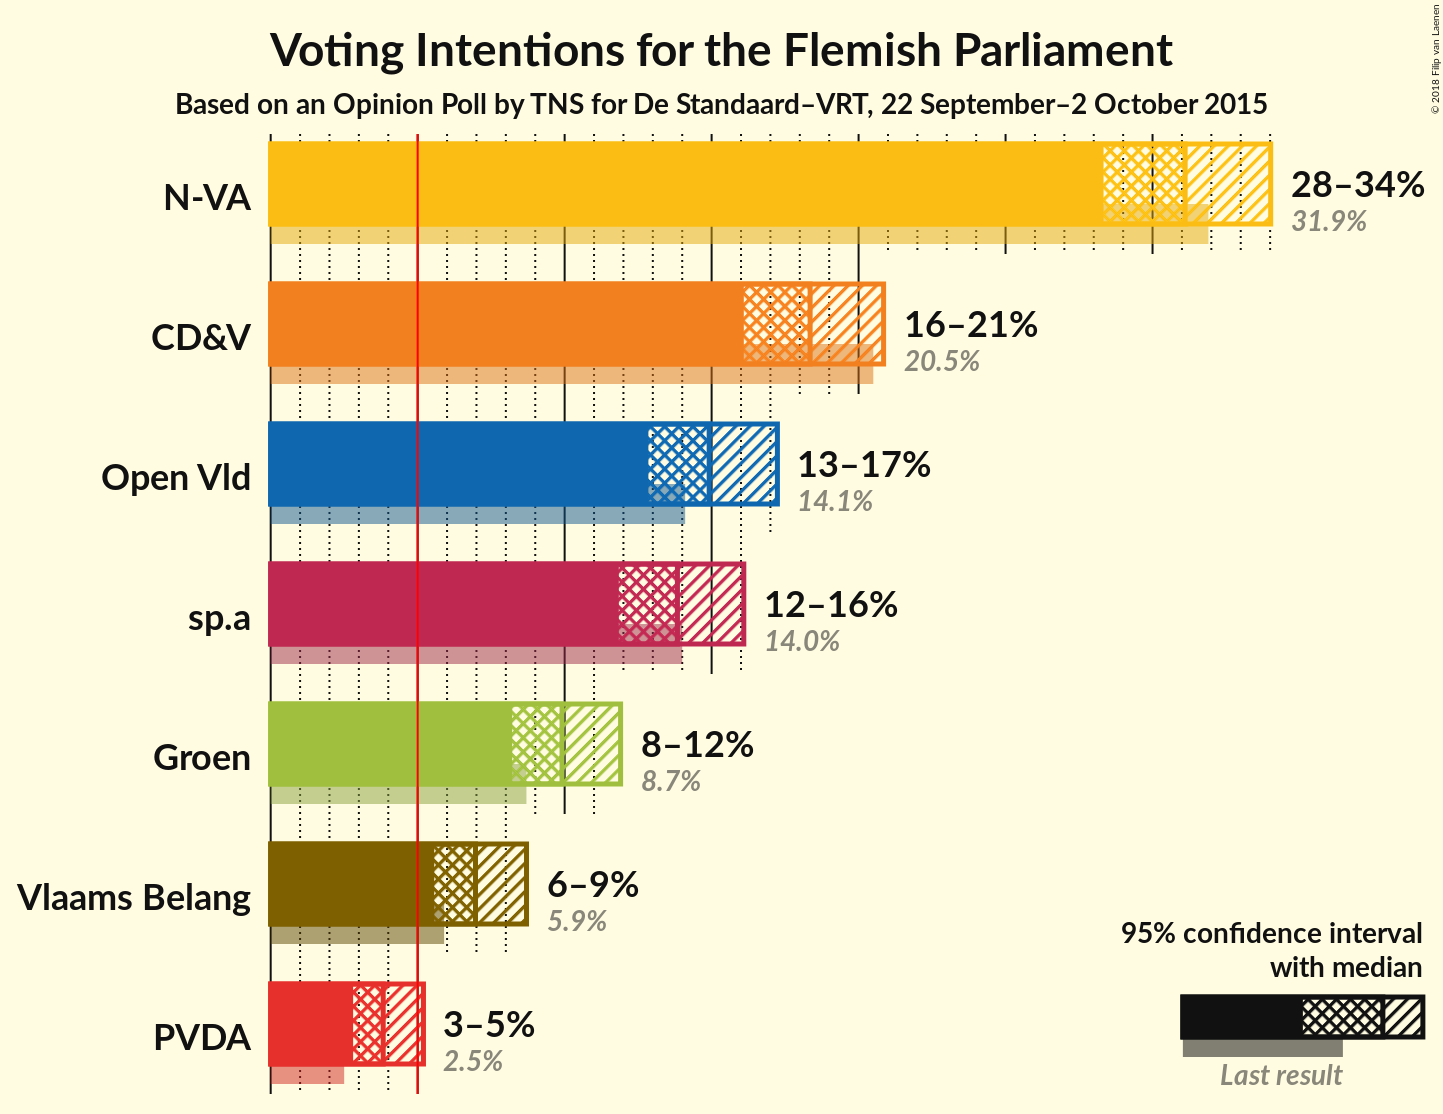 Voting Intentions for the Flemish Parliament
Based on an Opinion Poll by TNS for De Standaard–VRT, 22 September–2 October 2015
© 2018 Filip van Laenen
N-VA
28–34%
31.9%
CD&V
16–21%
20.5%
Open Vld
13–17%
14.1%
sp.a
12–16%
14.0%
Groen
8–12%
8.7%
Vlaams Belang
6–9%
5.9%
PVDA
3–5%
2.5%
95% confidence interval
with median
Last result